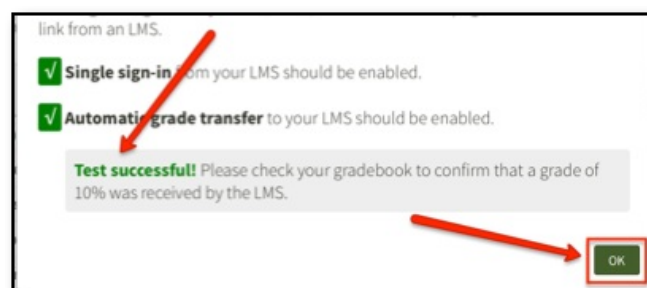 link from an LMS.
√ Single sign-in from your LMS should be enabled.
√ Automatic grade transfer to your LMS should be enabled.
Test successful! Please check your gradebook to confirm that a grade of
10% was received by the LMS.
OK